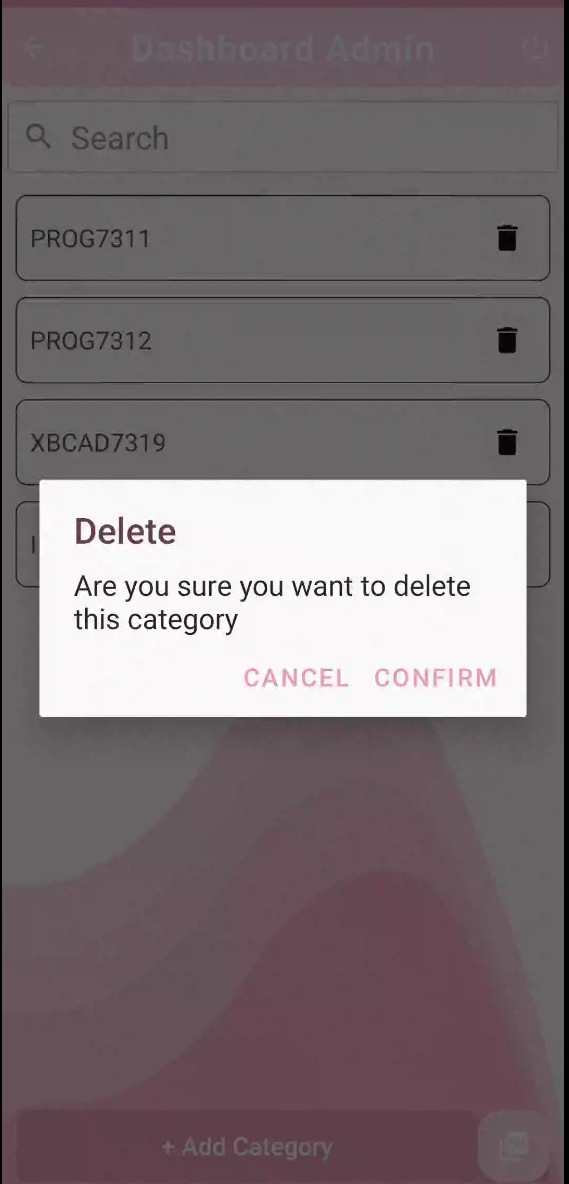 Dashboard Admin
Search
PROG7311
PROG7312
XBCAD7319
Delete
Are you sure you want to delete
this category
CANCEL CONFIRM
+ Add Category